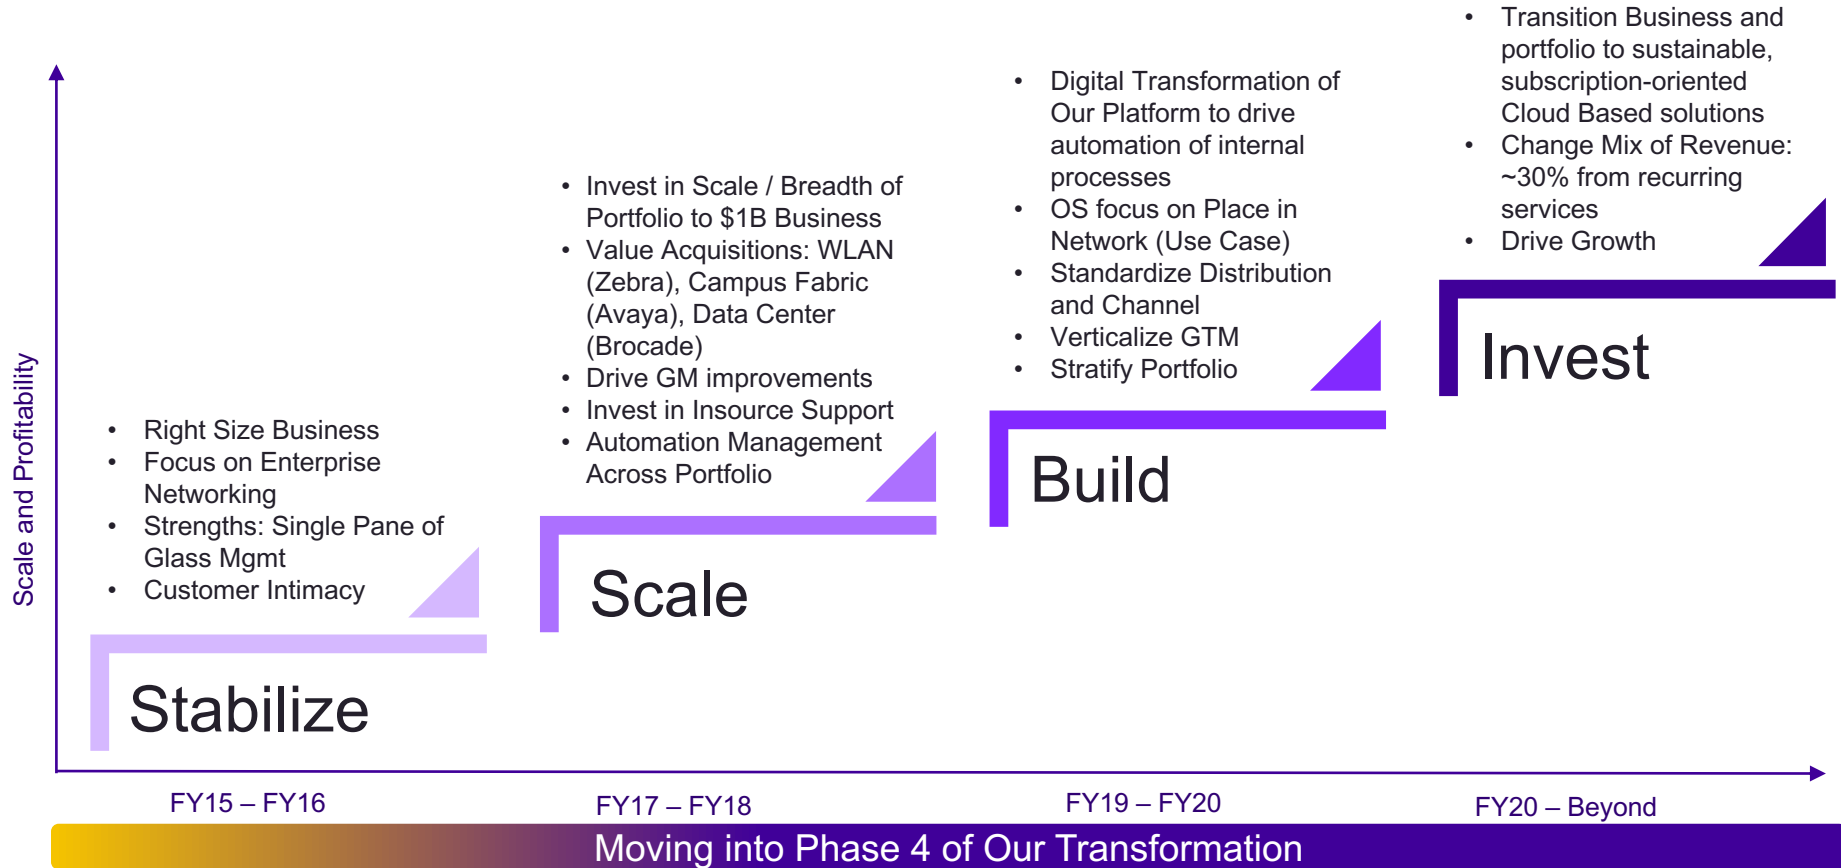 Scale and Profitability
• Right Size Business
• Focus on Enterprise
Networking
• Strengths: Single Pane of
Glass Mgmt
• Customer Intimacy
Stabilize
FY15 – FY16
• Invest in Scale / Breadth of
Portfolio to $1B Business
• Value Acquisitions: WLAN
(Zebra), Campus Fabric
(Avaya), Data Center
(Brocade)
• Drive GM improvements
• Invest in Insource Support
• Automation Management
Across Portfolio
Scale
FY17 – FY18
• Digital Transformation of
Our Platform to drive
automation of internal
processes
• OS focus on Place in
Network (Use Case)
• Standardize Distribution
and Channel
• Verticalize GTM
• Stratify Portfolio
Build
FY19 – FY20
• Transition Business and
portfolio to sustainable,
subscription-oriented
Cloud Based solutions
• Change Mix of Revenue:
~30% from recurring
services
• Drive Growth
Invest
FY20 – Beyond
Moving into Phase 4 of Our Transformation